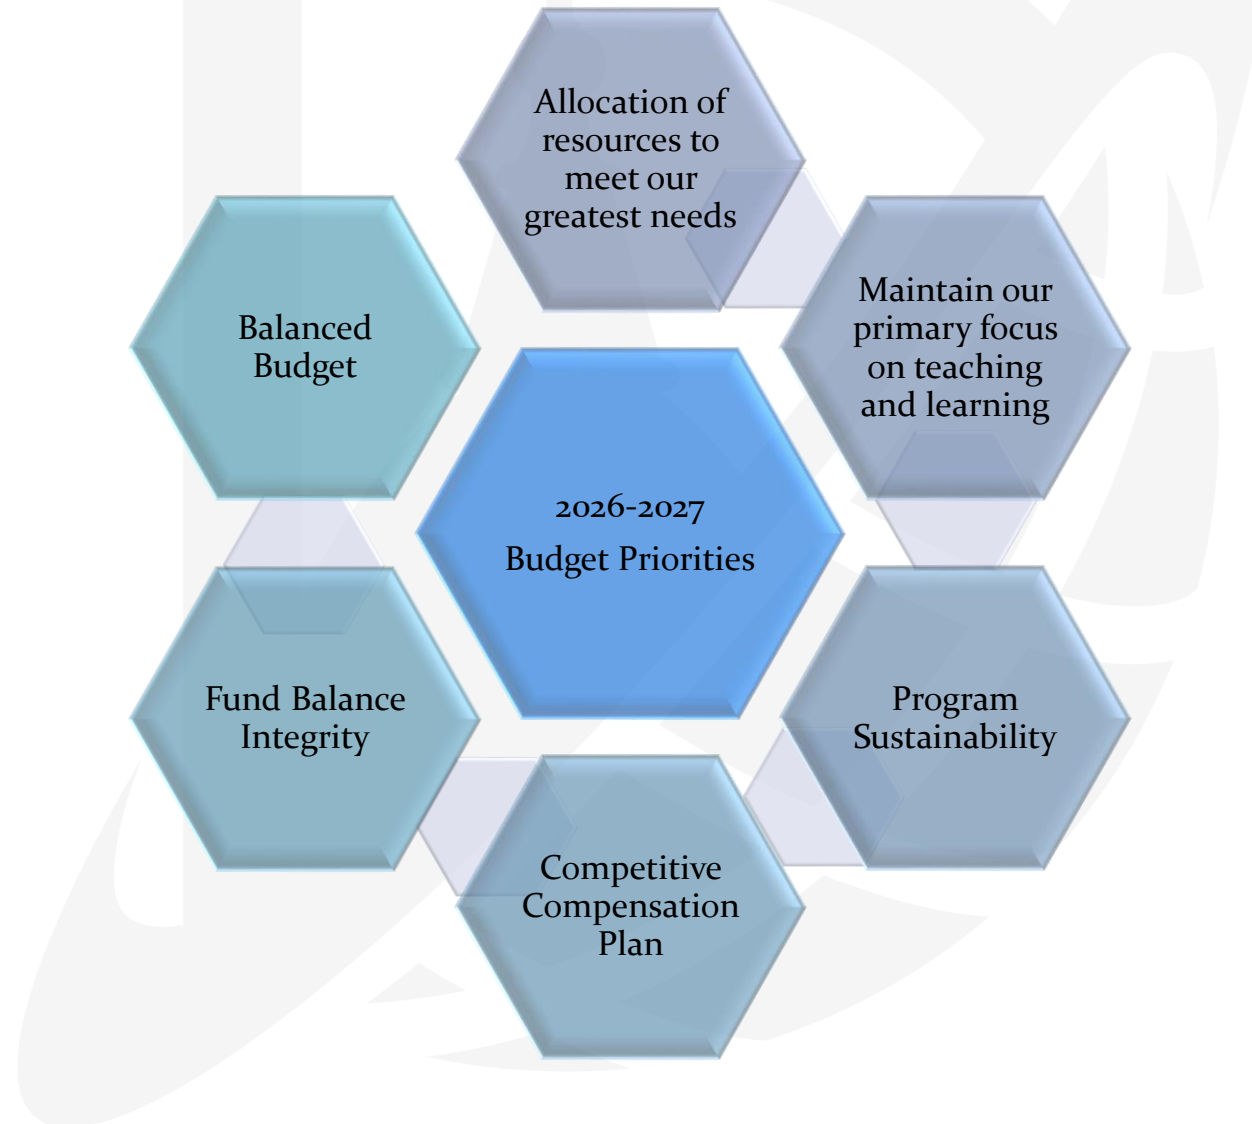 Allocation of
resources to
meet our
greatest needs
Maintain our
primary focus
on teaching
and learning
Balanced
Budget
2026-2027
Budget Priorities
Program
Sustainability
Fund Balance
Integrity
Competitive
Compensation
Plan